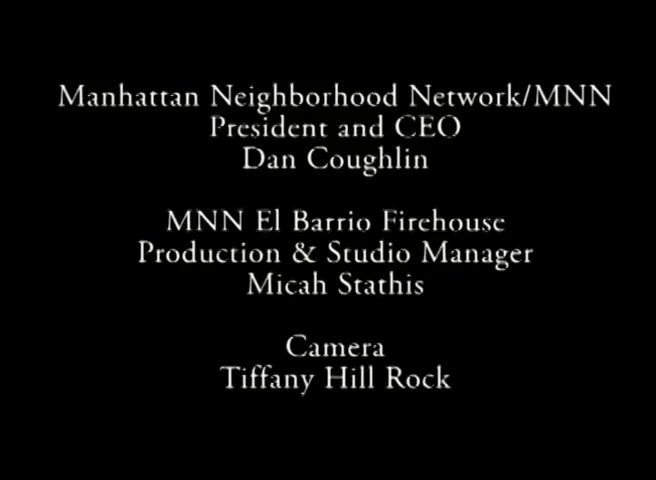 Manhattan Neighborhood Network/MNN
President and CEO
Dan Coughlin
MNN El Barrio Firehouse
Production & Studio Manager
Micah Stathis
Camera
Tiffany Hill Rock